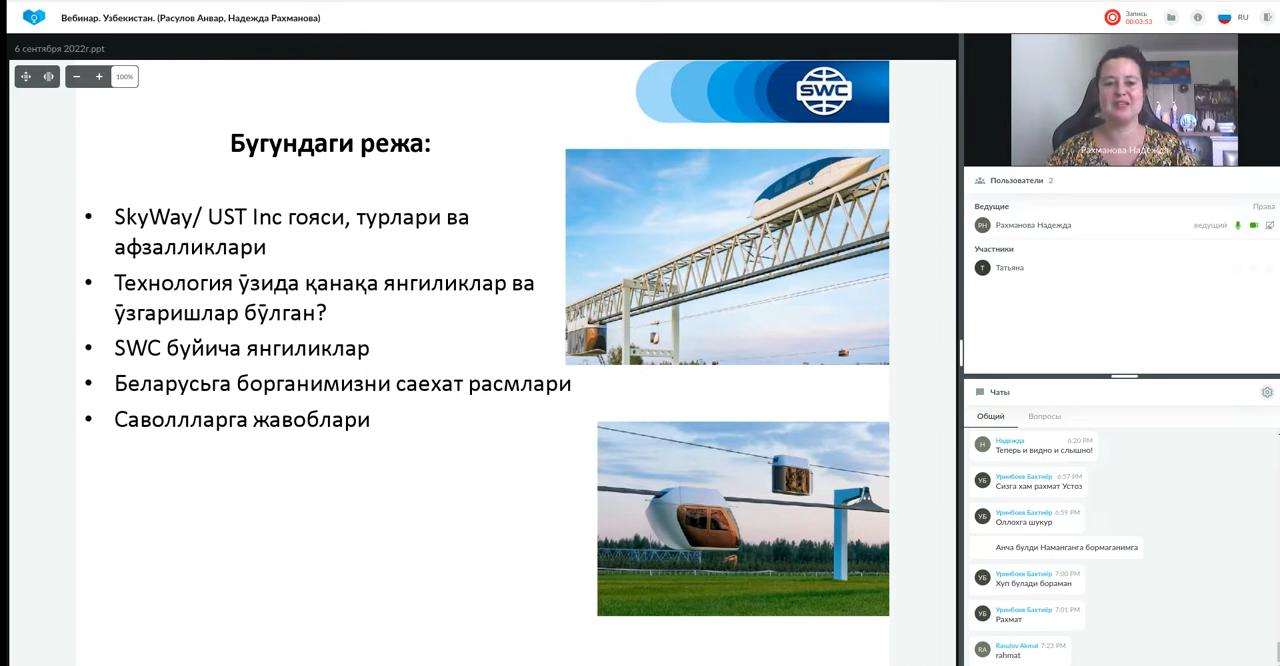 Вебинар. Узбекистан. (Расулов Анвар, Надежда Рахманова)
Запись
00:03:53
RU
6 сентября 2022г.ppt
100%
SWC
Бугундаги режа:
• SkyWay/ UST Inc гояси, турлари ва
афзалликлари
• Технология ўзида қанақа янгиликлар ва
ўзгаришлар бўлган?
• SWC буйича янгиликлар
• Беларусьга борганимизни саехат расмлари
• Саволлларга жавоблари
Рахманова Надежда
Пользователи 2
Ведущие
Права
РН
Рахманова Надежда
ведущий
Участники
Т
Татьяна
Чаты
Общий
Вопросы
Н
Надежда 6:20 PM
Теперь и видно и слышно!
УБ
Уринбоев Бахтиёр 6:57 PM
Сизга хам рахмат Устоз
УБ
Уринбоев Бахтиёр 6:59 PM
Оллохга шукур
Анча булди Наманганга бормаганимга
УБ
Уринбоев Бахтиёр 7:00 PM
Хуп булади бораман
УБ
Уринбоев Бахтиёр 7:01 PM
Рахмат
RA
Rasulov Akmal 7:23 PM
rahmat